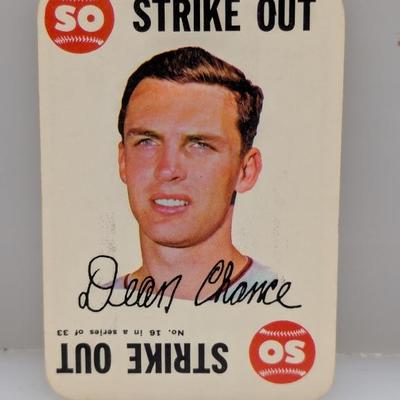 SO STRIKE OUT
Dean Chance
No. 16 in a series of 33
STRIKE OUT SO